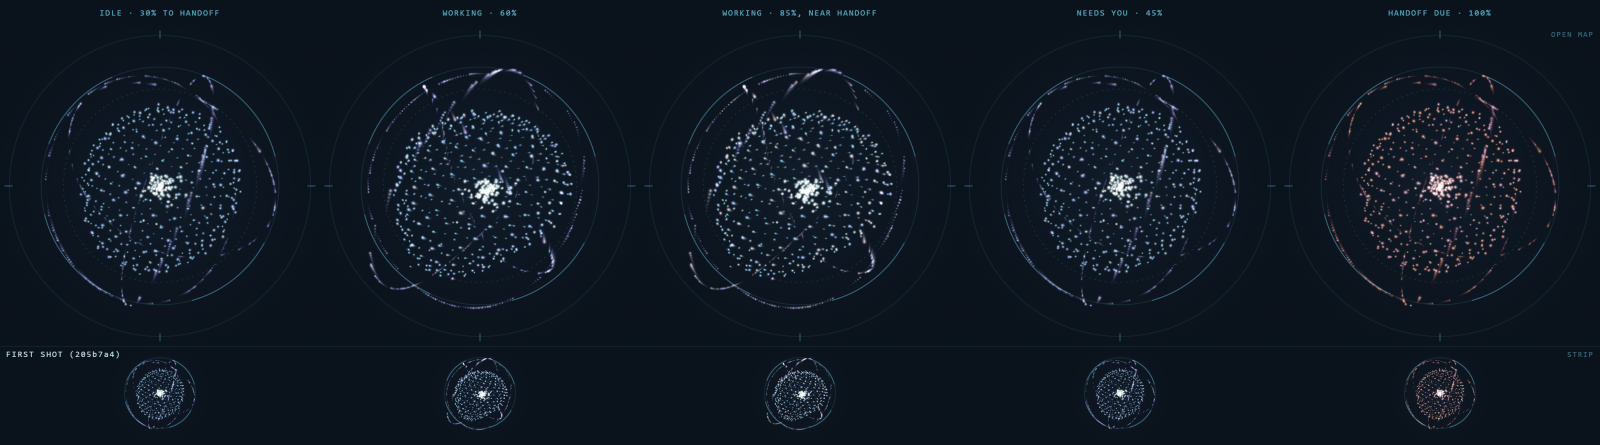 IDLE · 30% TO HANDOFF
WORKING · 60%
WORKING · 85%, NEAR HANDOFF
NEEDS YOU · 45%
HANDOFF DUE · 100%
OPEN MAP
FIRST SHOT (205b7a4)
STRIP